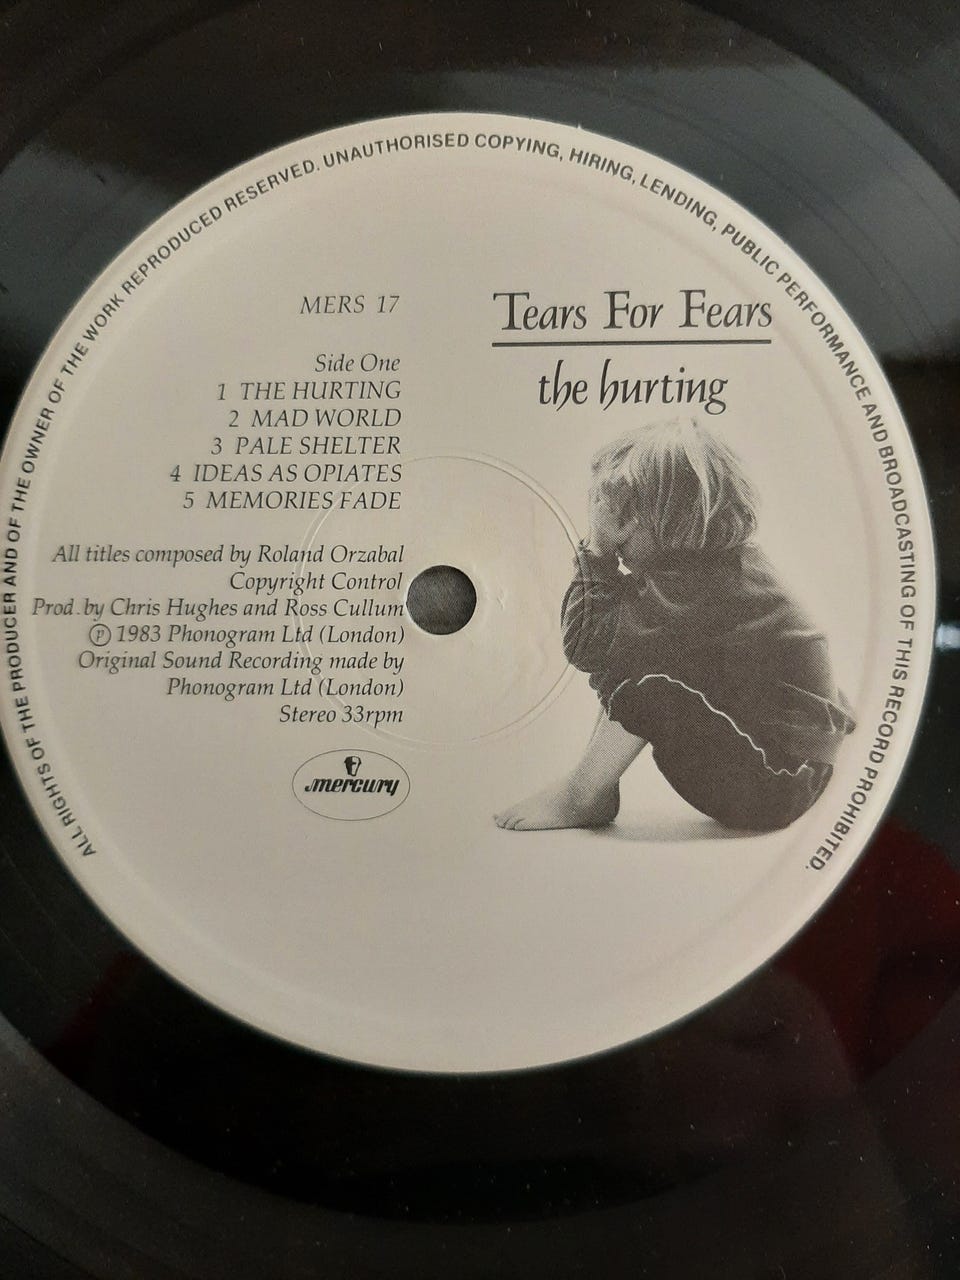 ALL RIGHTS OF THE PRODUCER AND OF THE OWNER OF THE WORK REPRODUCED RESERVED. UNAUTHORISED COPYING, HIRING, LENDING, PUBLIC PERFORMANCE AND BROADCASTING OF THIS RECORD PROHIBITED.
MERS 17
Side One
1 THE HURTING
2 MAD WORLD
3 PALE SHELTER
4 IDEAS AS OPIATES
5 MEMORIES FADE
All titles composed by Roland Orzabal
Copyright Control
Prod. by Chris Hughes and Ross Cullum
Ⓟ 1983 Phonogram Ltd (London)
Original Sound Recording made by
Phonogram Ltd (London)
Stereo 33rpm
mercury
Tears For Fears
the hurting